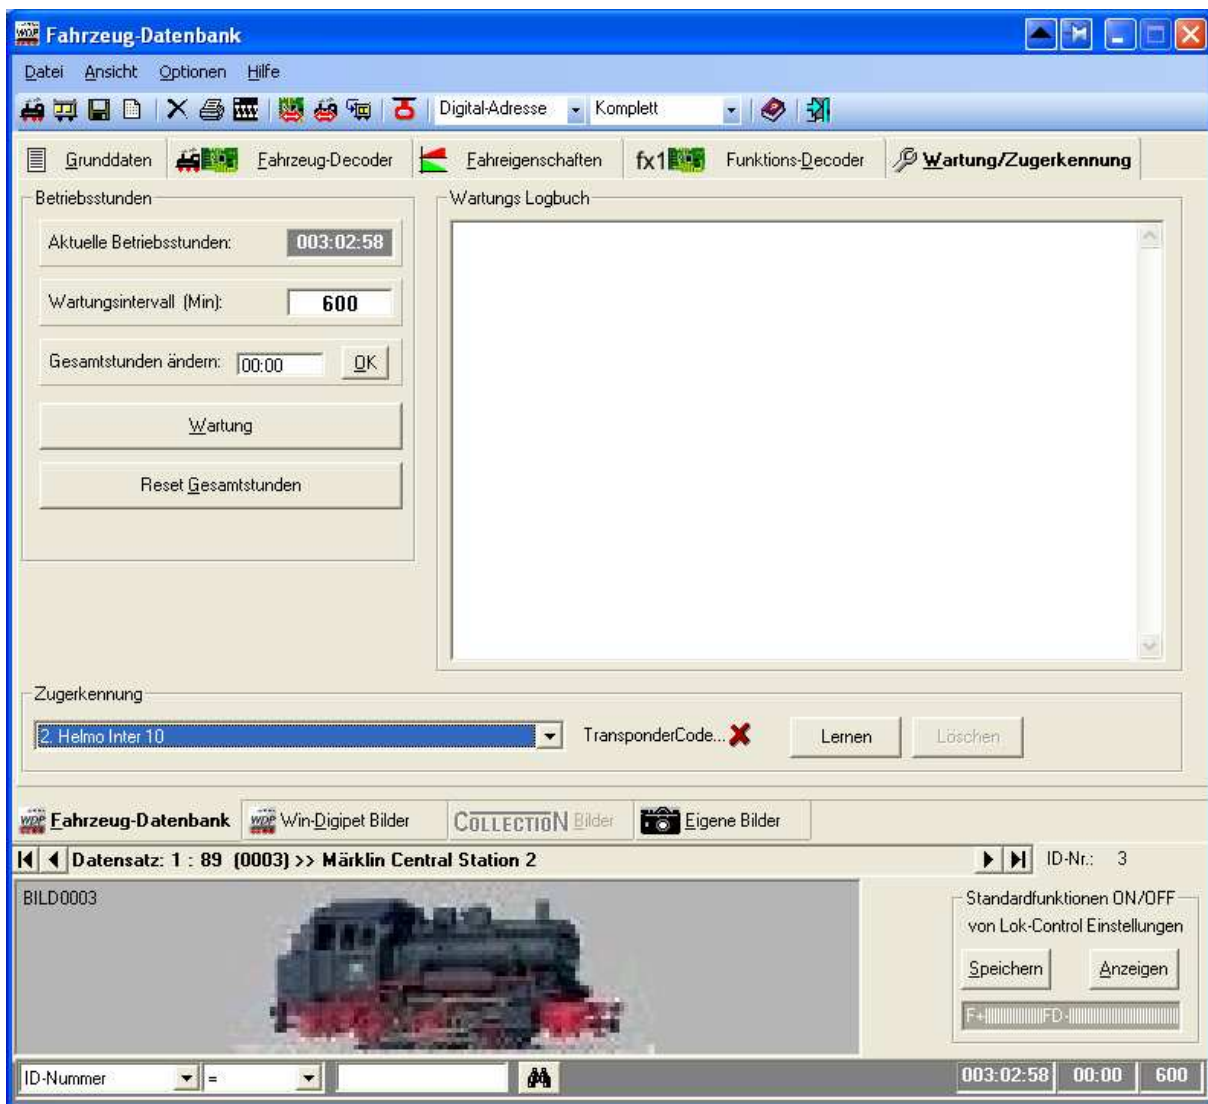 WDP Fahrzeug-Datenbank
Datei Ansicht Optionen Hilfe
Digital-Adresse Komplett
Grunddaten Fahrzeug-Decoder Fahreigenschaften fx1 Funktions-Decoder Wartung/Zugerkennung
Betriebsstunden
Aktuelle Betriebsstunden: 003:02:58
Wartungsintervall (Min): 600
Gesamtstunden ändern: 00:00 OK
Wartung
Reset Gesamtstunden
Wartungs Logbuch
Zugerkennung
2. Helmo Inter 10 TransponderCode... Lernen Löschen
WDP Fahrzeug-Datenbank WDP Win-Digipet Bilder COLLECTION Bilder Eigene Bilder
Datensatz: 1 : 89 (0003) >> Märklin Central Station 2 ID-Nr.: 3
BILD0003
Standardfunktionen ON/OFF
von Lok-Control Einstellungen
Speichern Anzeigen
F+ FD-
ID-Nummer = 003:02:58 00:00 600